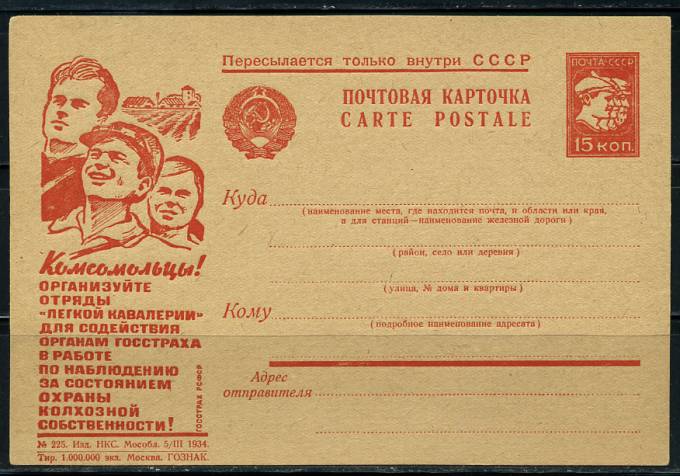 Пересылается только внутри СССР
ПОЧТОВАЯ КАРТОЧКА
CARTE POSTALE
ПОЧТА·СССР
15 КОП.
Куда
(наименование места, где находится почта, и области или края,
а для станций—наименование железной дороги)
(район, село или деревня)
(улица, № дома и квартиры)
Кому
(подробное наименование адресата)
Адрес
отправителя
Комсомольцы!
ОРГАНИЗУЙТЕ
ОТРЯДЫ
«ЛЕГКОЙ КАВАЛЕРИИ»
ДЛЯ СОДЕЙСТВИЯ
ОРГАНАМ ГОССТРАХА
В РАБОТЕ
ПО НАБЛЮДЕНИЮ
ЗА СОСТОЯНИЕМ
ОХРАНЫ
КОЛХОЗНОЙ
СОБСТВЕННОСТИ!
ГОССТРАХ РСФСР
№ 225. Изд. НКС. Мособл. 5/III 1934.
Тир. 1.000.000 экз. Москва. ГОЗНАК.